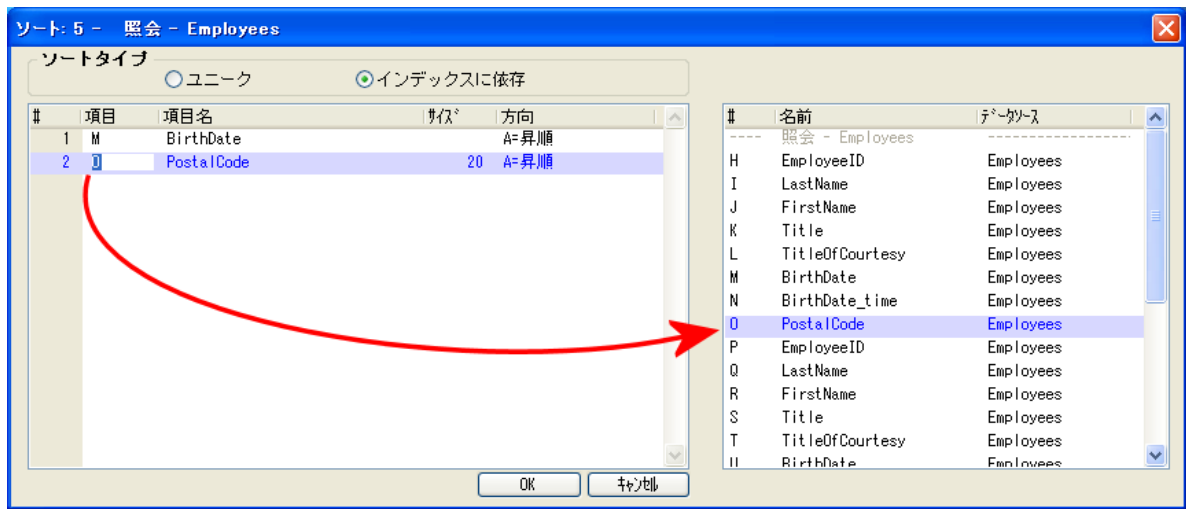 ソート: 5 - 照会 - Employees
ソートタイプ
ユニーク インデックスに依存
# 項目 項目名 ｻｲｽﾞ 方向
1 M BirthDate A=昇順
2 O PostalCode 20 A=昇順
# 名前 ﾃﾞｰﾀｿｰｽ
---- 照会 - Employees -----------------
H EmployeeID Employees
I LastName Employees
J FirstName Employees
K Title Employees
L TitleOfCourtesy Employees
M BirthDate Employees
N BirthDate_time Employees
O PostalCode Employees
P EmployeeID Employees
Q LastName Employees
R FirstName Employees
S Title Employees
T TitleOfCourtesy Employees
U BirthDate Employees
OK ｷｬﾝｾﾙ